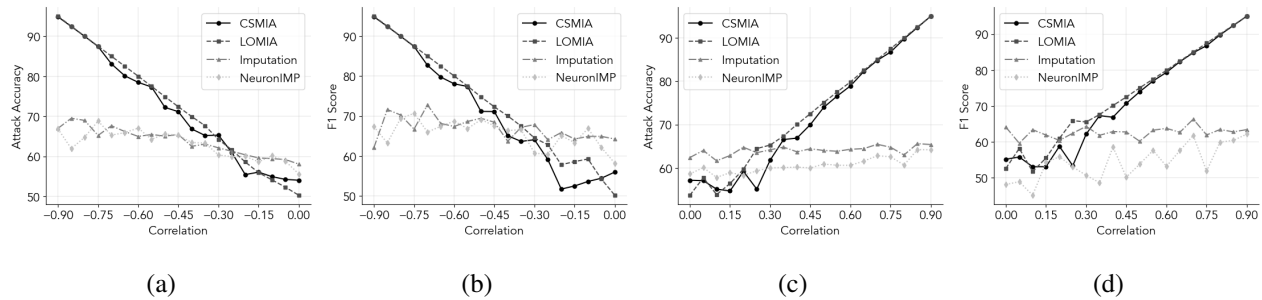 Attack Accuracy
90
80
70
60
50
CSMIA
LOMIA
Imputation
NeuronIMP
−0.90 −0.75 −0.60 −0.45 −0.30 −0.15 0.00
Correlation
(a)
F1 Score
90
80
70
60
50
CSMIA
LOMIA
Imputation
NeuronIMP
−0.90 −0.75 −0.60 −0.45 −0.30 −0.15 0.00
Correlation
(b)
Attack Accuracy
90
80
70
60
CSMIA
LOMIA
Imputation
NeuronIMP
0.00 0.15 0.30 0.45 0.60 0.75 0.90
Correlation
(c)
F1 Score
90
80
70
60
50
CSMIA
LOMIA
Imputation
NeuronIMP
0.00 0.15 0.30 0.45 0.60 0.75 0.90
Correlation
(d)